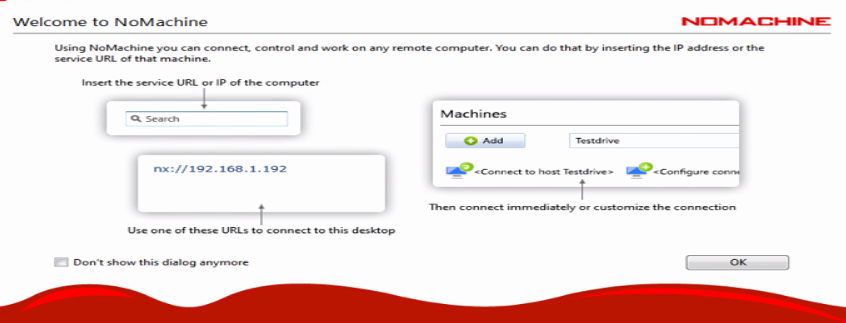 Welcome to NoMachine
NOMACHINE
Using NoMachine you can connect, control and work on any remote computer. You can do that by inserting the IP address or the
service URL of that machine.
Insert the service URL or IP of the computer
Search
nx://192.168.1.192
Use one of these URLs to connect to this desktop
Machines
Add
Testdrive
<Connect to host Testdrive>
<Configure conne
Then connect immediately or customize the connection
Don't show this dialog anymore
OK